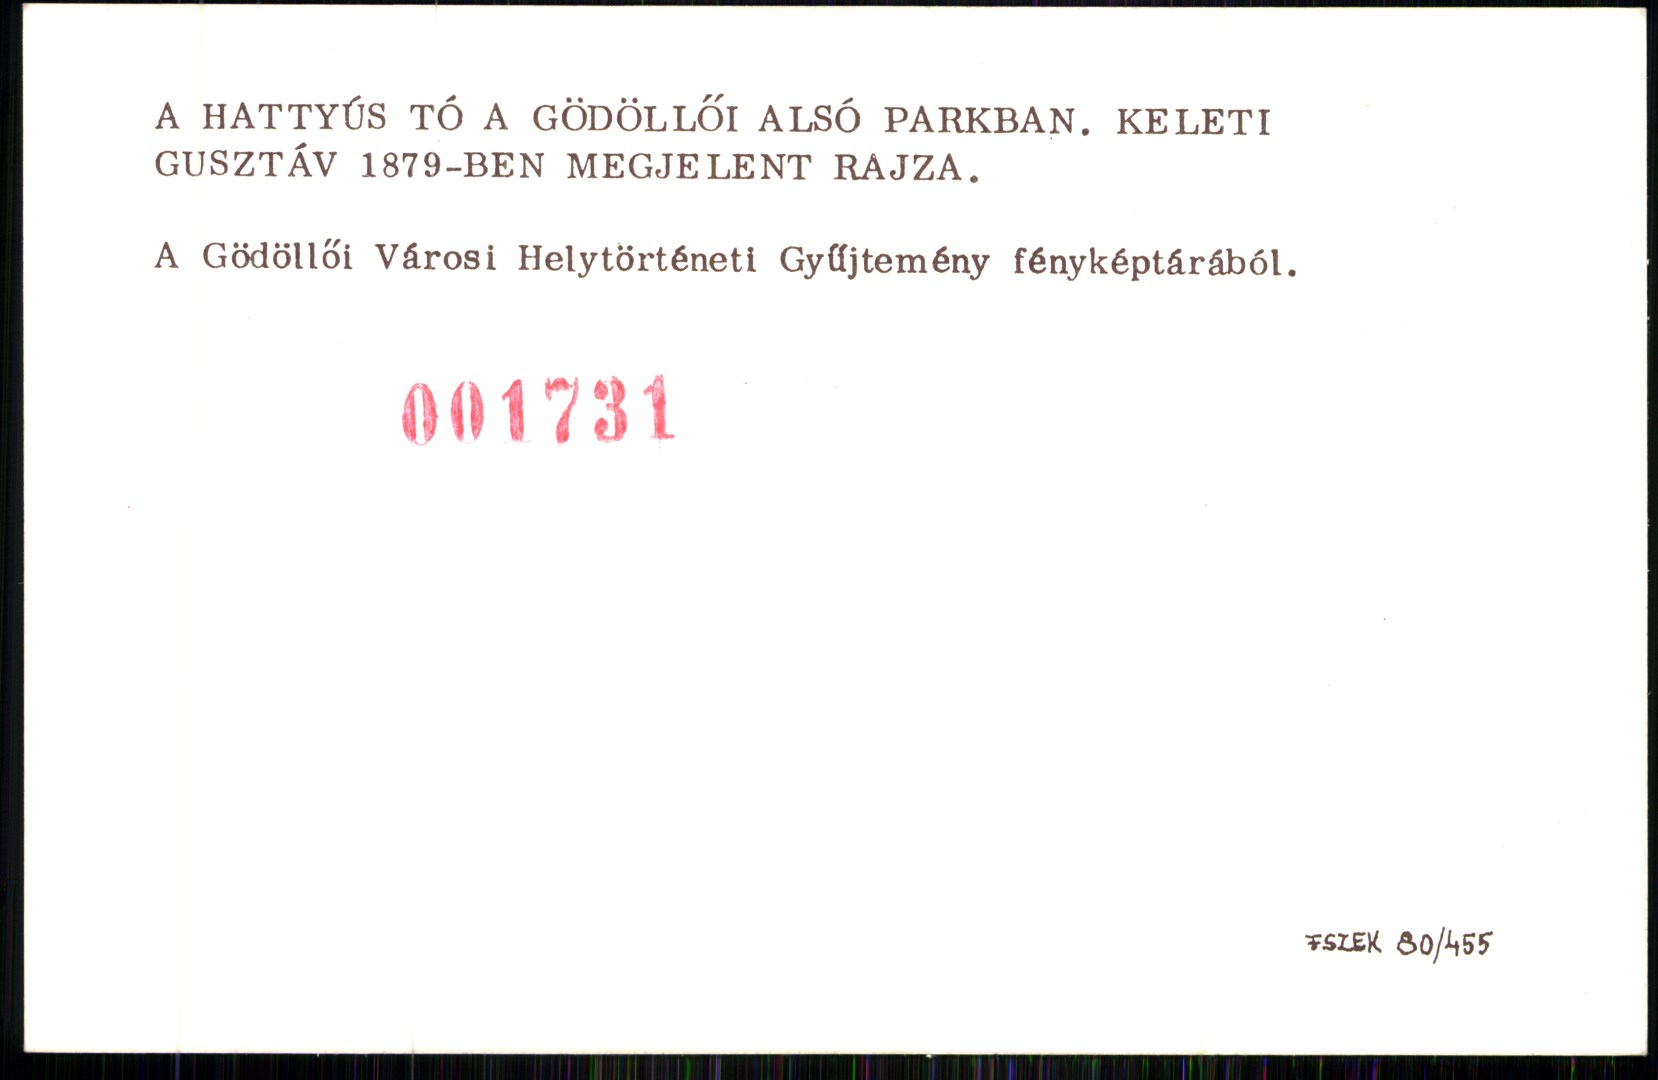 A HATTYÚS TÓ A GÖDÖLLŐI ALSÓ PARKBAN. KELETI
GUSZTÁV 1879-BEN MEGJELENT RAJZA.
A Gödöllői Városi Helytörténeti Gyűjtemény fényképtárából.
001731
FSZEK 80/455